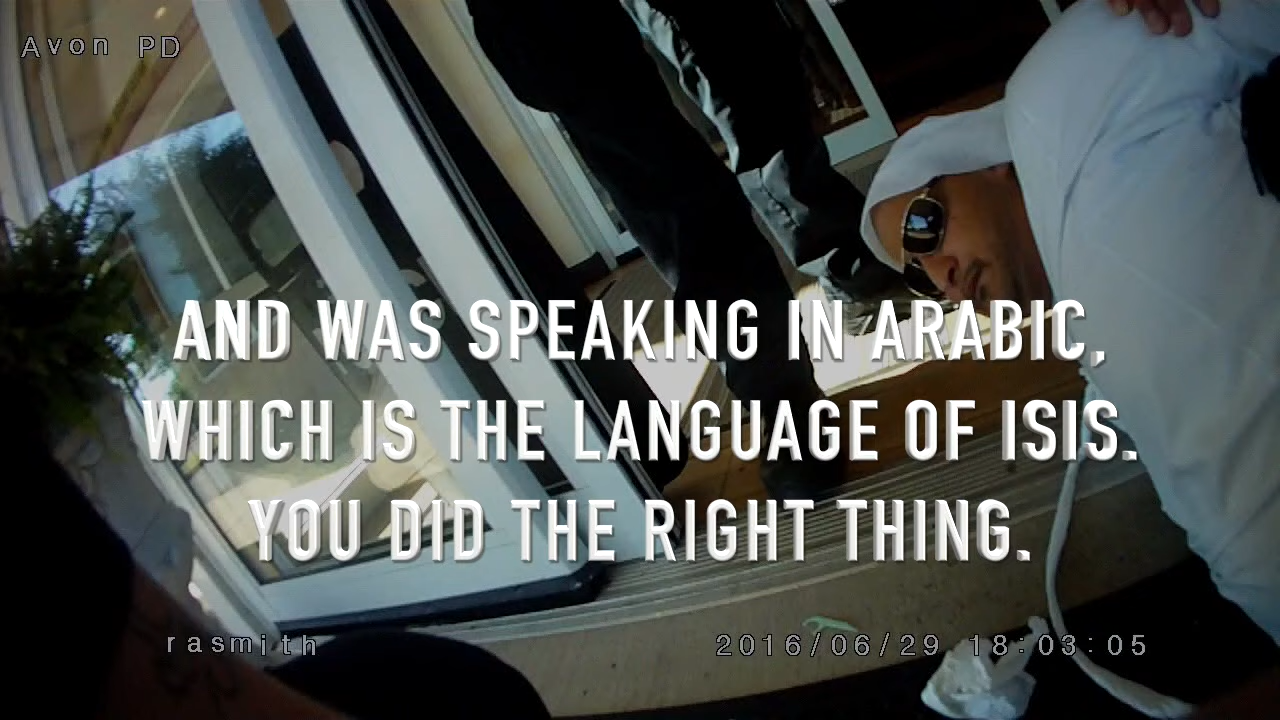 Avon PD
AND WAS SPEAKING IN ARABIC,
WHICH IS THE LANGUAGE OF ISIS.
YOU DID THE RIGHT THING.
rasmith 2016/06/29 18:03:05